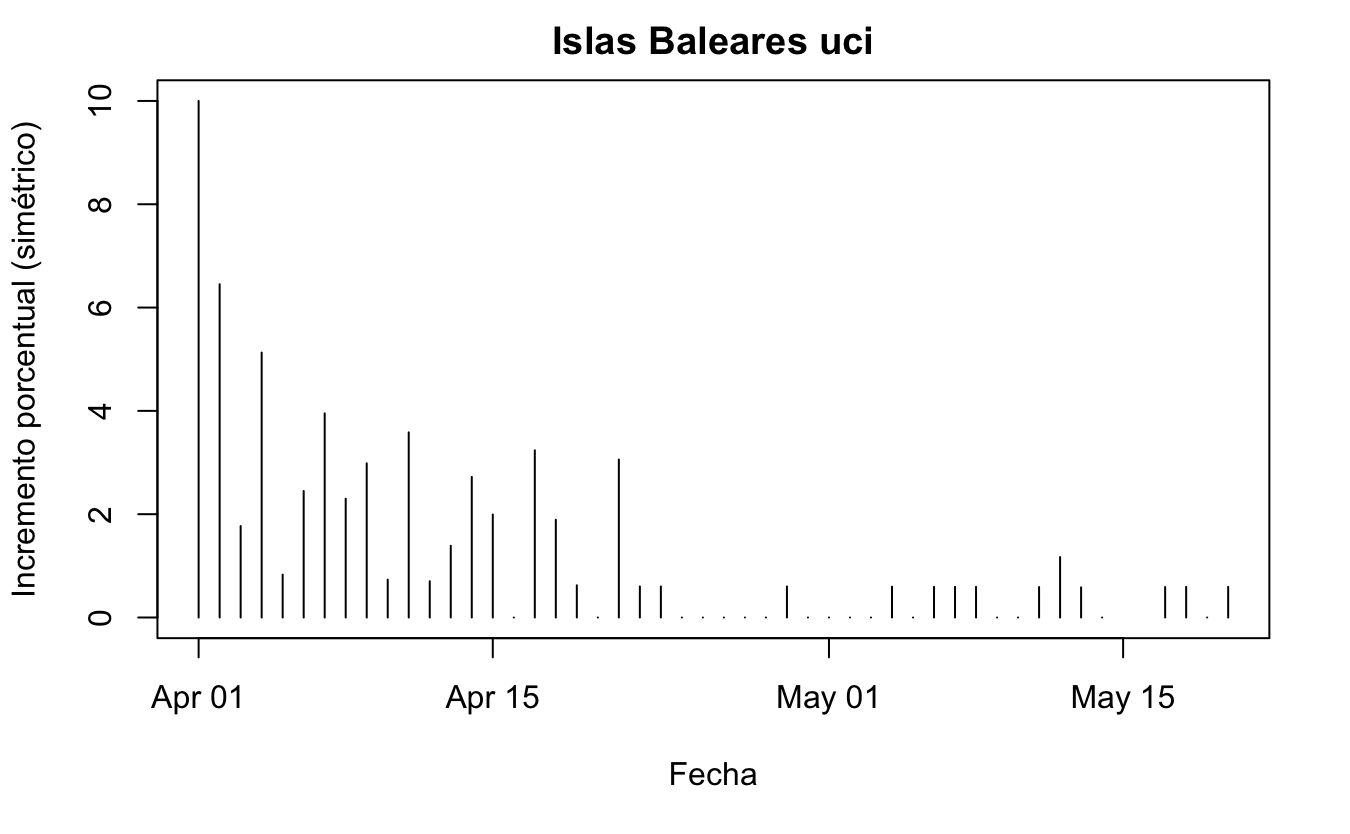 Islas Baleares uci
Incremento porcentual (simétrico)
10
8
6
4
2
0
Apr 01
Apr 15
May 01
May 15
Fecha